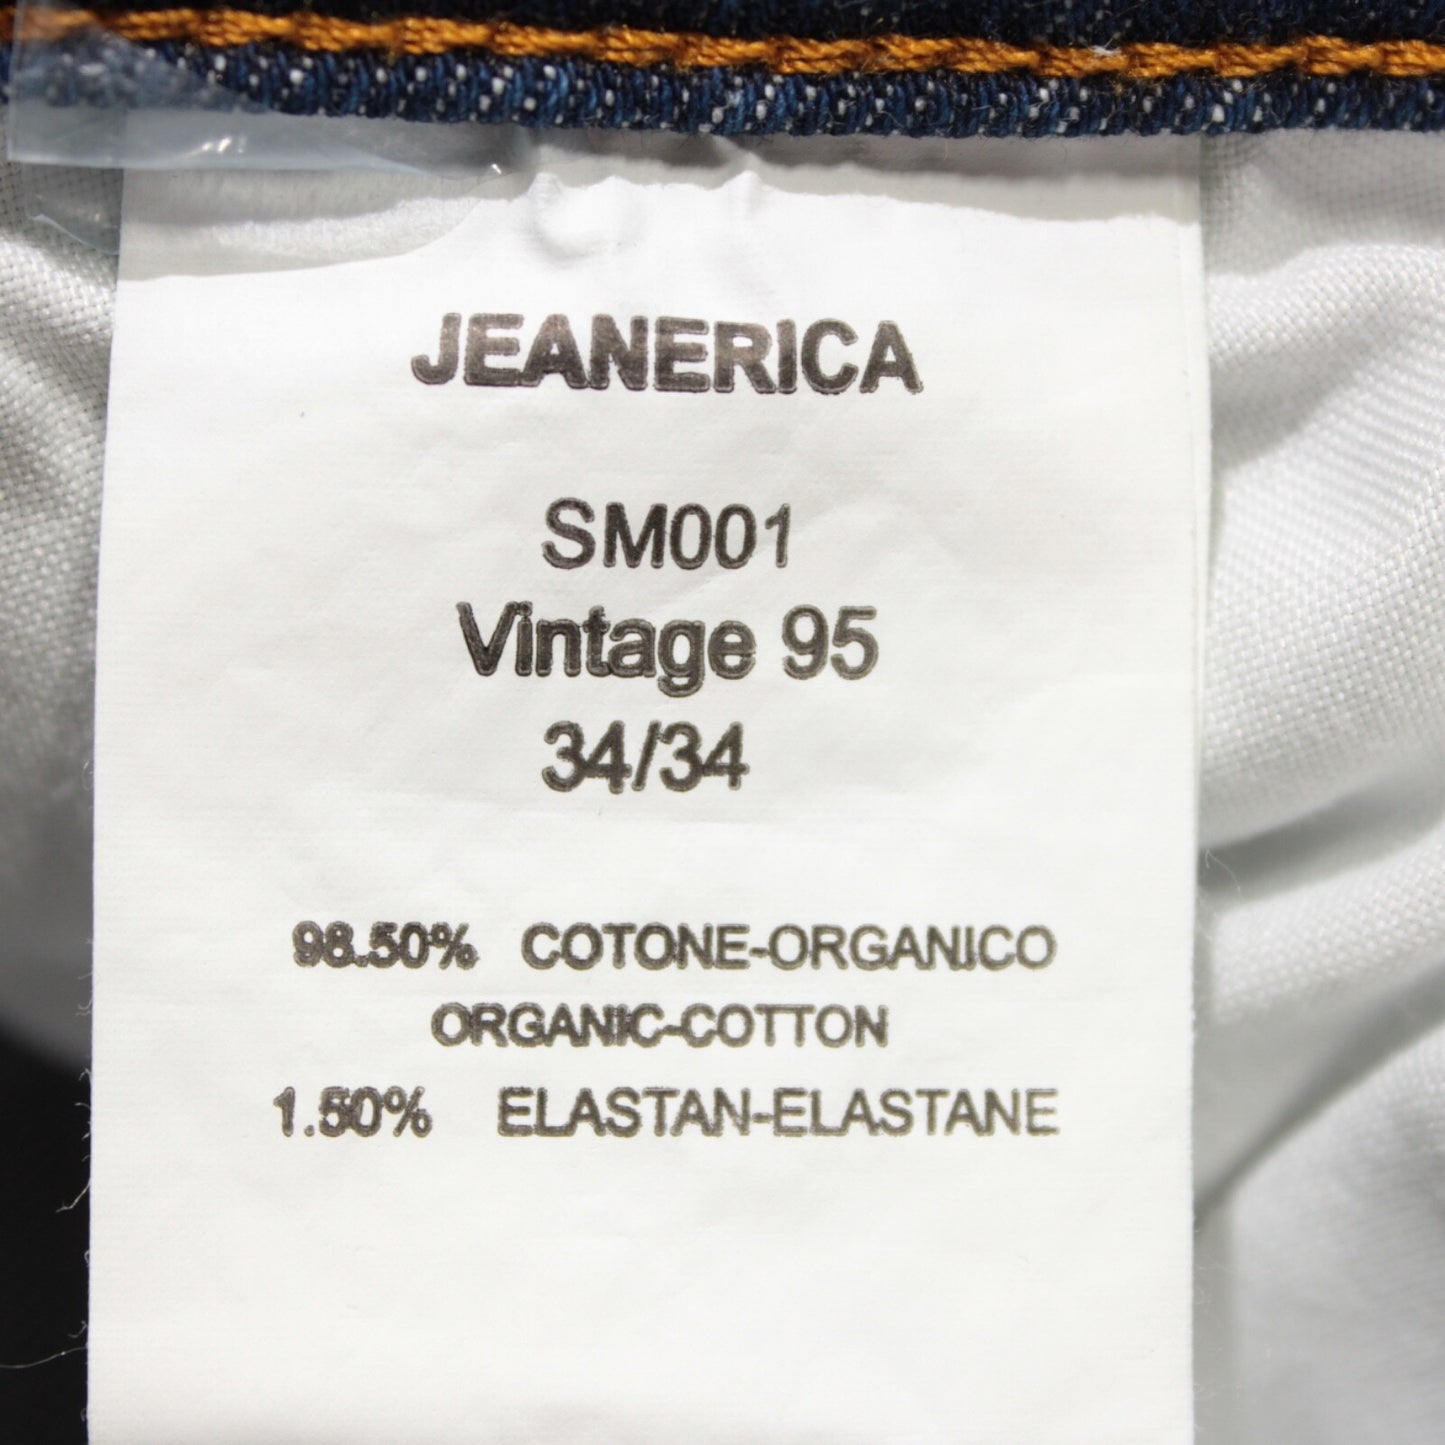 JEANERICA
SM001
Vintage 95
34/34
98.50% COTONE-ORGANICO
ORGANIC-COTTON
1.50% ELASTAN-ELASTANE